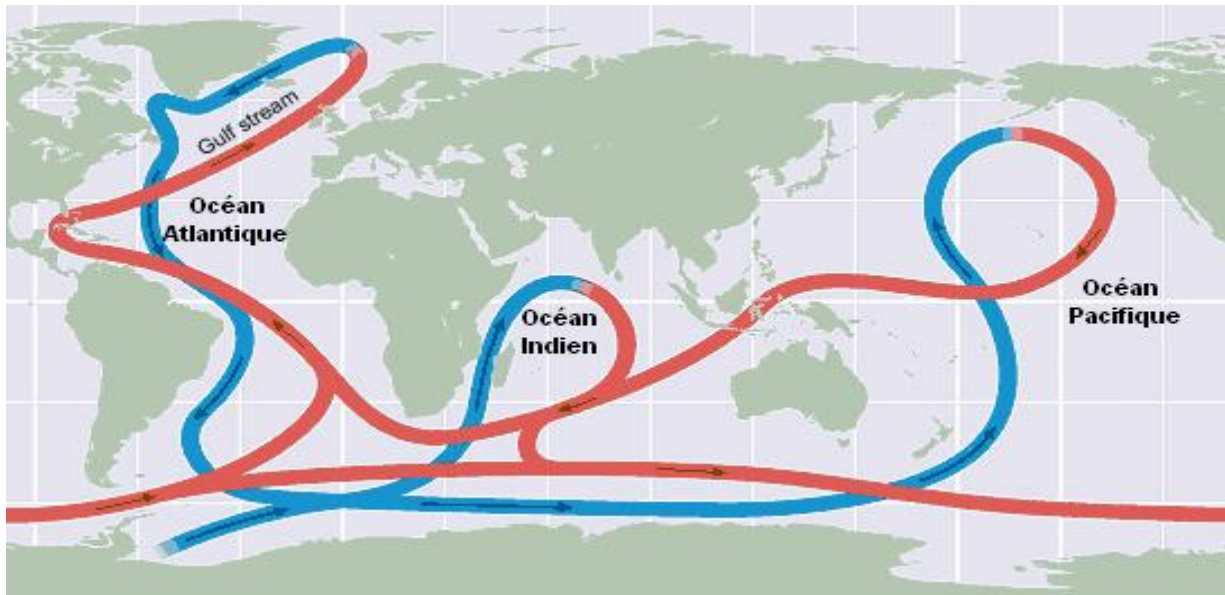 Gulf stream
Océan
Atlantique
Océan
Indien
Océan
Pacifique